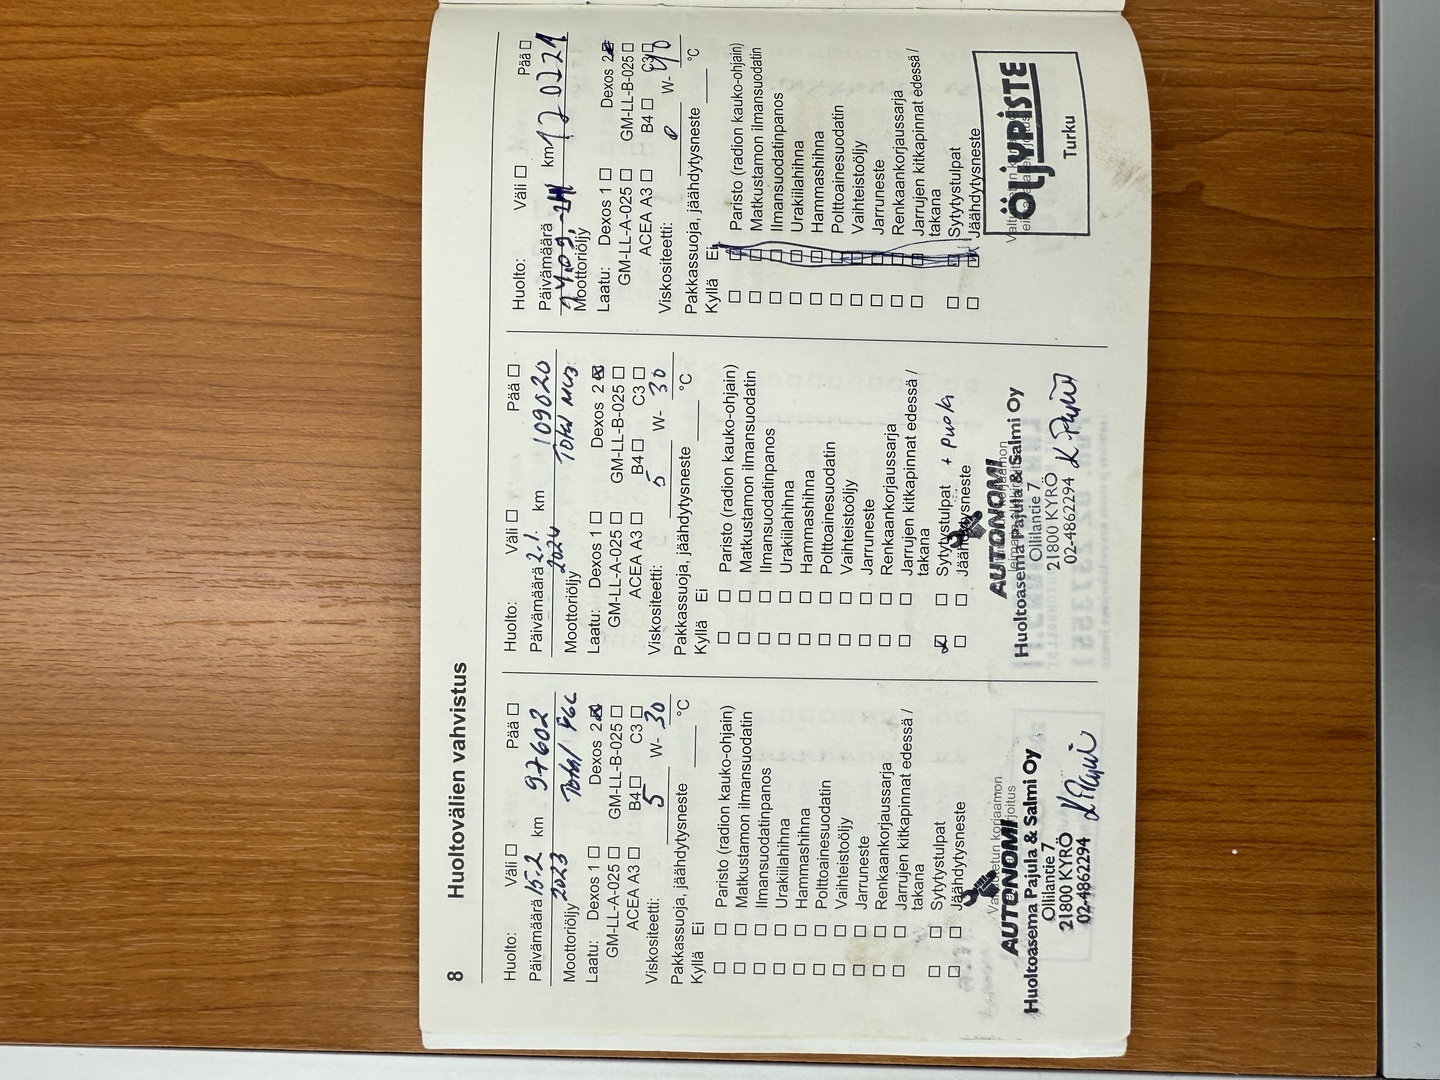 8 Huoltovälien vahvistus
Huolto: Väli Pää
Päivämäärä 15.2 km 97602
2023
Moottoriöljy Total
Laatu: Dexos 1 Dexos 2
GM-LL-A-025 GM-LL-B-025
ACEA A3 B4 C3
Viskositeetti: 5 W- 30
Pakkassuoja, jäähdytysneste °C
Kyllä Ei
Paristo (radion kauko-ohjain)
Matkustamon ilmansuodatin
Ilmansuodatinpanos
Urakiilahihna
Hammashihna
Polttoainesuodatin
Vaihteistoöljy
Jarruneste
Renkaankorjaussarja
Jarrujen kitkapinnat edessä /
takana
Sytytystulpat
Jäähdytysneste
AUTONOMI
Huoltoasema Pajula & Salmi Oy
Ollilantie 7
21800 KYRÖ
02-4862294
Huolto: Väli Pää
Päivämäärä 2.1. km 109020
2024
Moottoriöljy Total
Laatu: Dexos 1 Dexos 2
GM-LL-A-025 GM-LL-B-025
ACEA A3 B4 C3
Viskositeetti: 5 W- 30
Pakkassuoja, jäähdytysneste °C
Kyllä Ei
Paristo (radion kauko-ohjain)
Matkustamon ilmansuodatin
Ilmansuodatinpanos
Urakiilahihna
Hammashihna
Polttoainesuodatin
Vaihteistoöljy
Jarruneste
Renkaankorjaussarja
Jarrujen kitkapinnat edessä /
takana
Sytytystulpat
Jäähdytysneste
AUTONOMI
Huoltoasema Pajula & Salmi Oy
Ollilantie 7
21800 KYRÖ
02-4862294
Huolto: Väli Pää
Päivämäärä km
Moottoriöljy
Laatu: Dexos 1 Dexos 2
GM-LL-A-025 GM-LL-B-025
ACEA A3 B4 C3
Viskositeetti: 0 W-
Pakkassuoja, jäähdytysneste °C
Kyllä Ei
Paristo (radion kauko-ohjain)
Matkustamon ilmansuodatin
Ilmansuodatinpanos
Urakiilahihna
Hammashihna
Polttoainesuodatin
Vaihteistoöljy
Jarruneste
Renkaankorjaussarja
Jarrujen kitkapinnat edessä /
takana
Sytytystulpat
Jäähdytysneste
ÖLJYPISTE
Turku